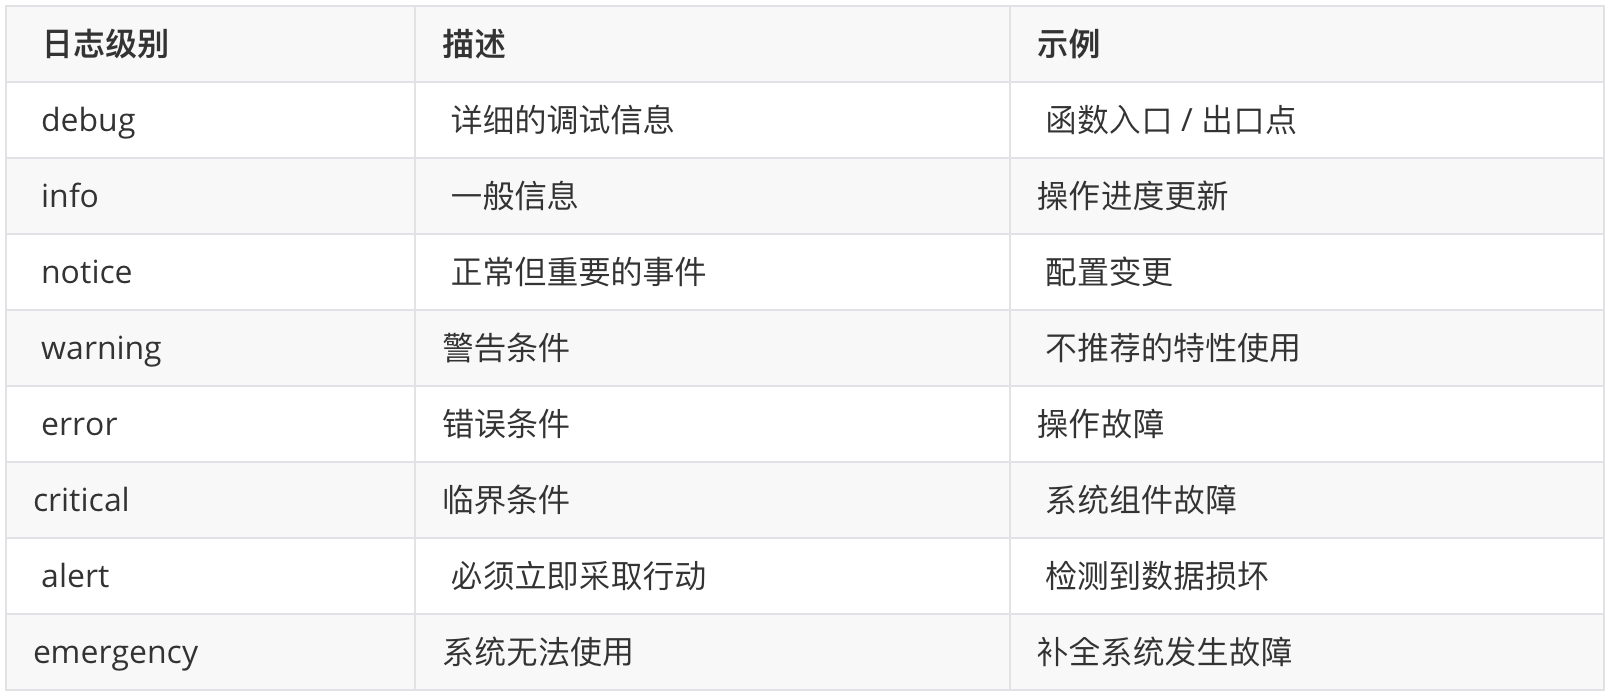 日志级别 描述 示例
debug 详细的调试信息 函数入口 / 出口点
info 一般信息 操作进度更新
notice 正常但重要的事件 配置变更
warning 警告条件 不推荐的特性使用
error 错误条件 操作故障
critical 临界条件 系统组件故障
alert 必须立即采取行动 检测到数据损坏
emergency 系统无法使用 补全系统发生故障